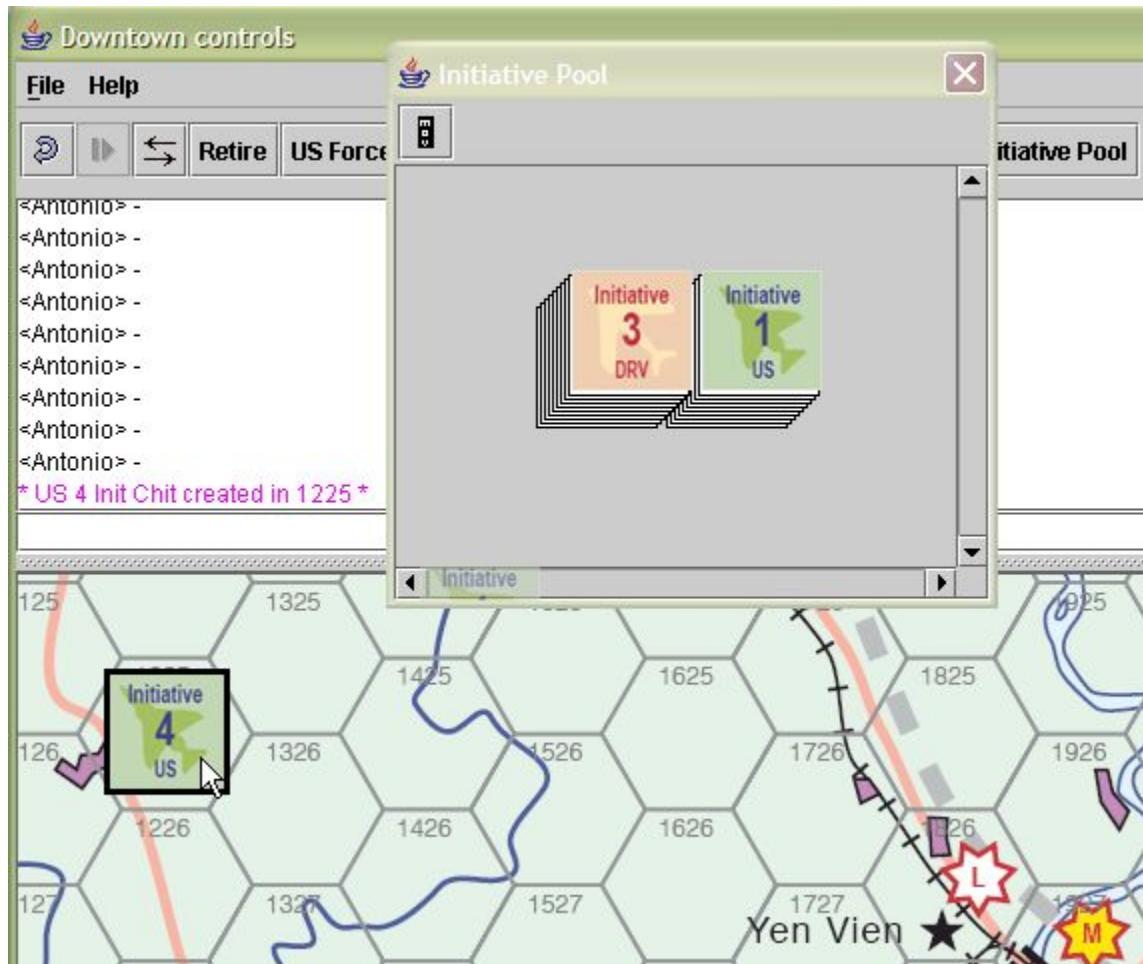 Downtown controls
Initiative Pool
File Help
Retire US Force
itiative Pool
<Antonio> -
<Antonio> -
<Antonio> -
<Antonio> -
<Antonio> -
<Antonio> -
<Antonio> -
<Antonio> -
<Antonio> -
* US 4 Init Chit created in 1225 *
Initiative
3
DRV
Initiative
1
US
Initiative
125 1325 1925
1425 1625 1825
Initiative
4
US
126 1326 1526 1726 1926
1226 1426 1626 1826
L
127 1327 1527 1727
Yen Vien
M